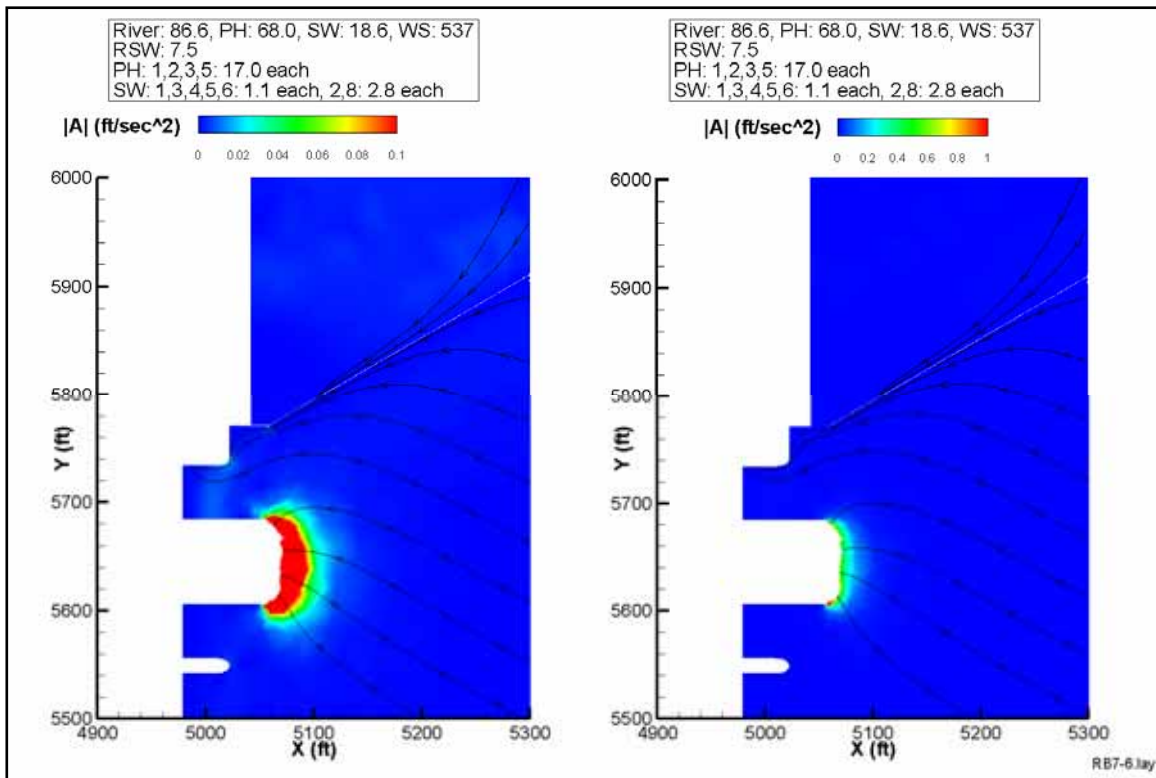 River: 86.6, PH: 68.0, SW: 18.6, WS: 537
RSW: 7.5
PH: 1,2,3,5: 17.0 each
SW: 1,3,4,5,6: 1.1 each, 2,8: 2.8 each
|A| (ft/sec^2)
0 0.02 0.04 0.06 0.08 0.1
6000
5900
5800
5700
5600
5500
Y (ft)
4900 5000 5100 5200 5300
X (ft)
River: 86.6, PH: 68.0, SW: 18.6, WS: 537
RSW: 7.5
PH: 1,2,3,5: 17.0 each
SW: 1,3,4,5,6: 1.1 each, 2,8: 2.8 each
|A| (ft/sec^2)
0 0.2 0.4 0.6 0.8 1
6000
5900
5800
5700
5600
5500
Y (ft)
4900 5000 5100 5200 5300
X (ft)
RB7-6.lay